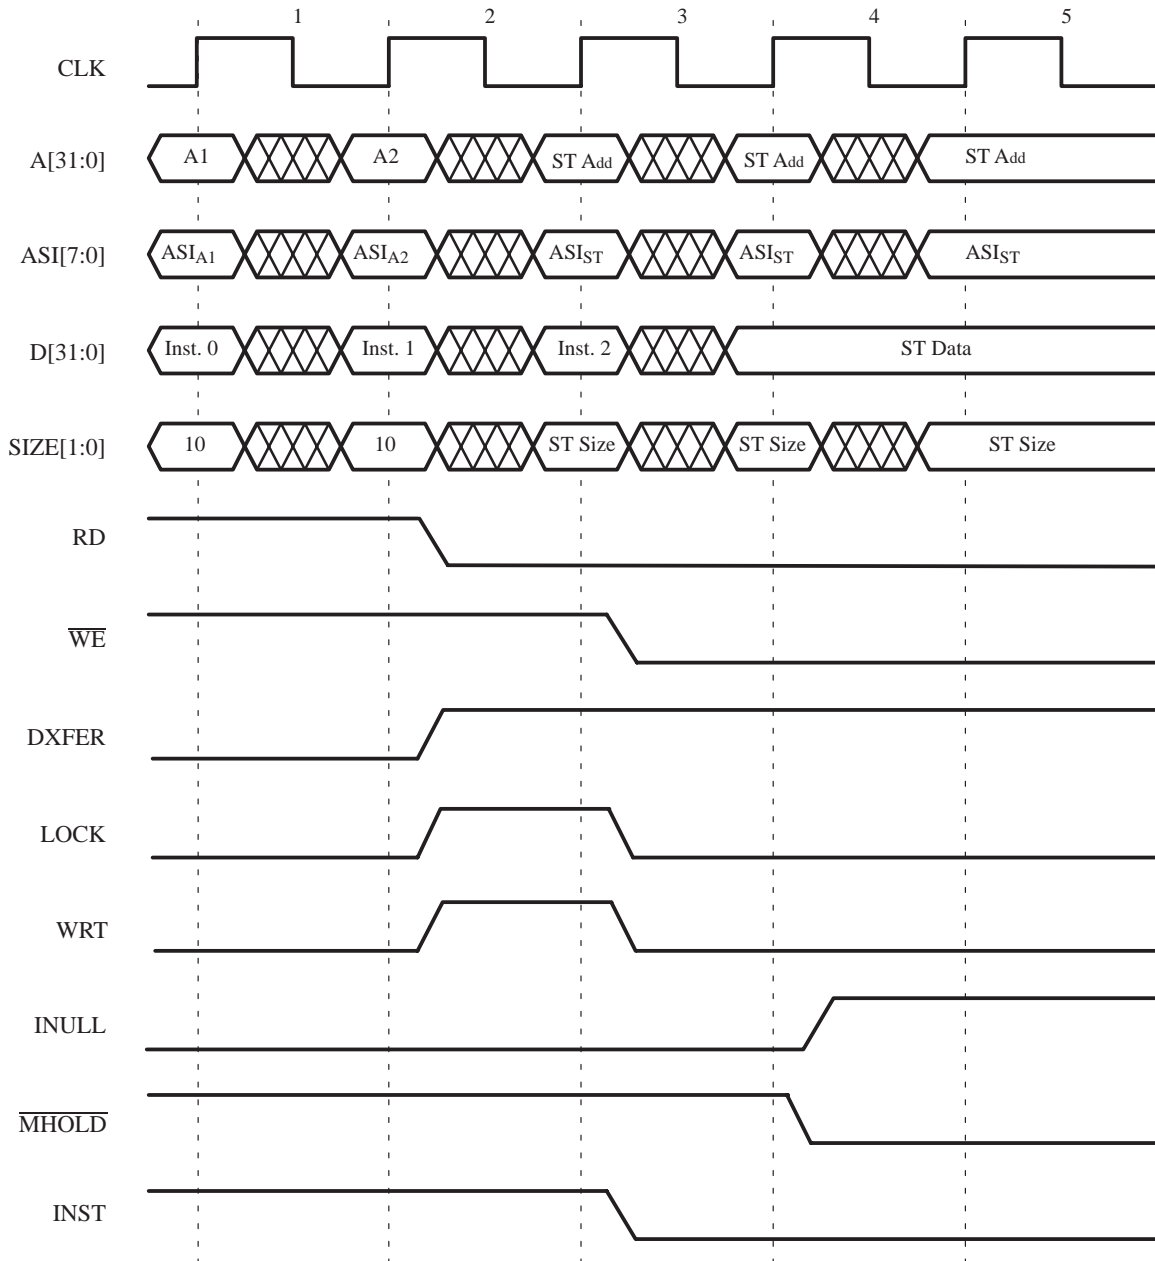 1 2 3 4 5
CLK
A[31:0] A1 A2 ST Add ST Add ST Add
ASI[7:0] ASIA1 ASIA2 ASIST ASIST ASIST
D[31:0] Inst. 0 Inst. 1 Inst. 2 ST Data
SIZE[1:0] 10 10 ST Size ST Size ST Size
RD
WE
DXFER
LOCK
WRT
INULL
MHOLD
INST